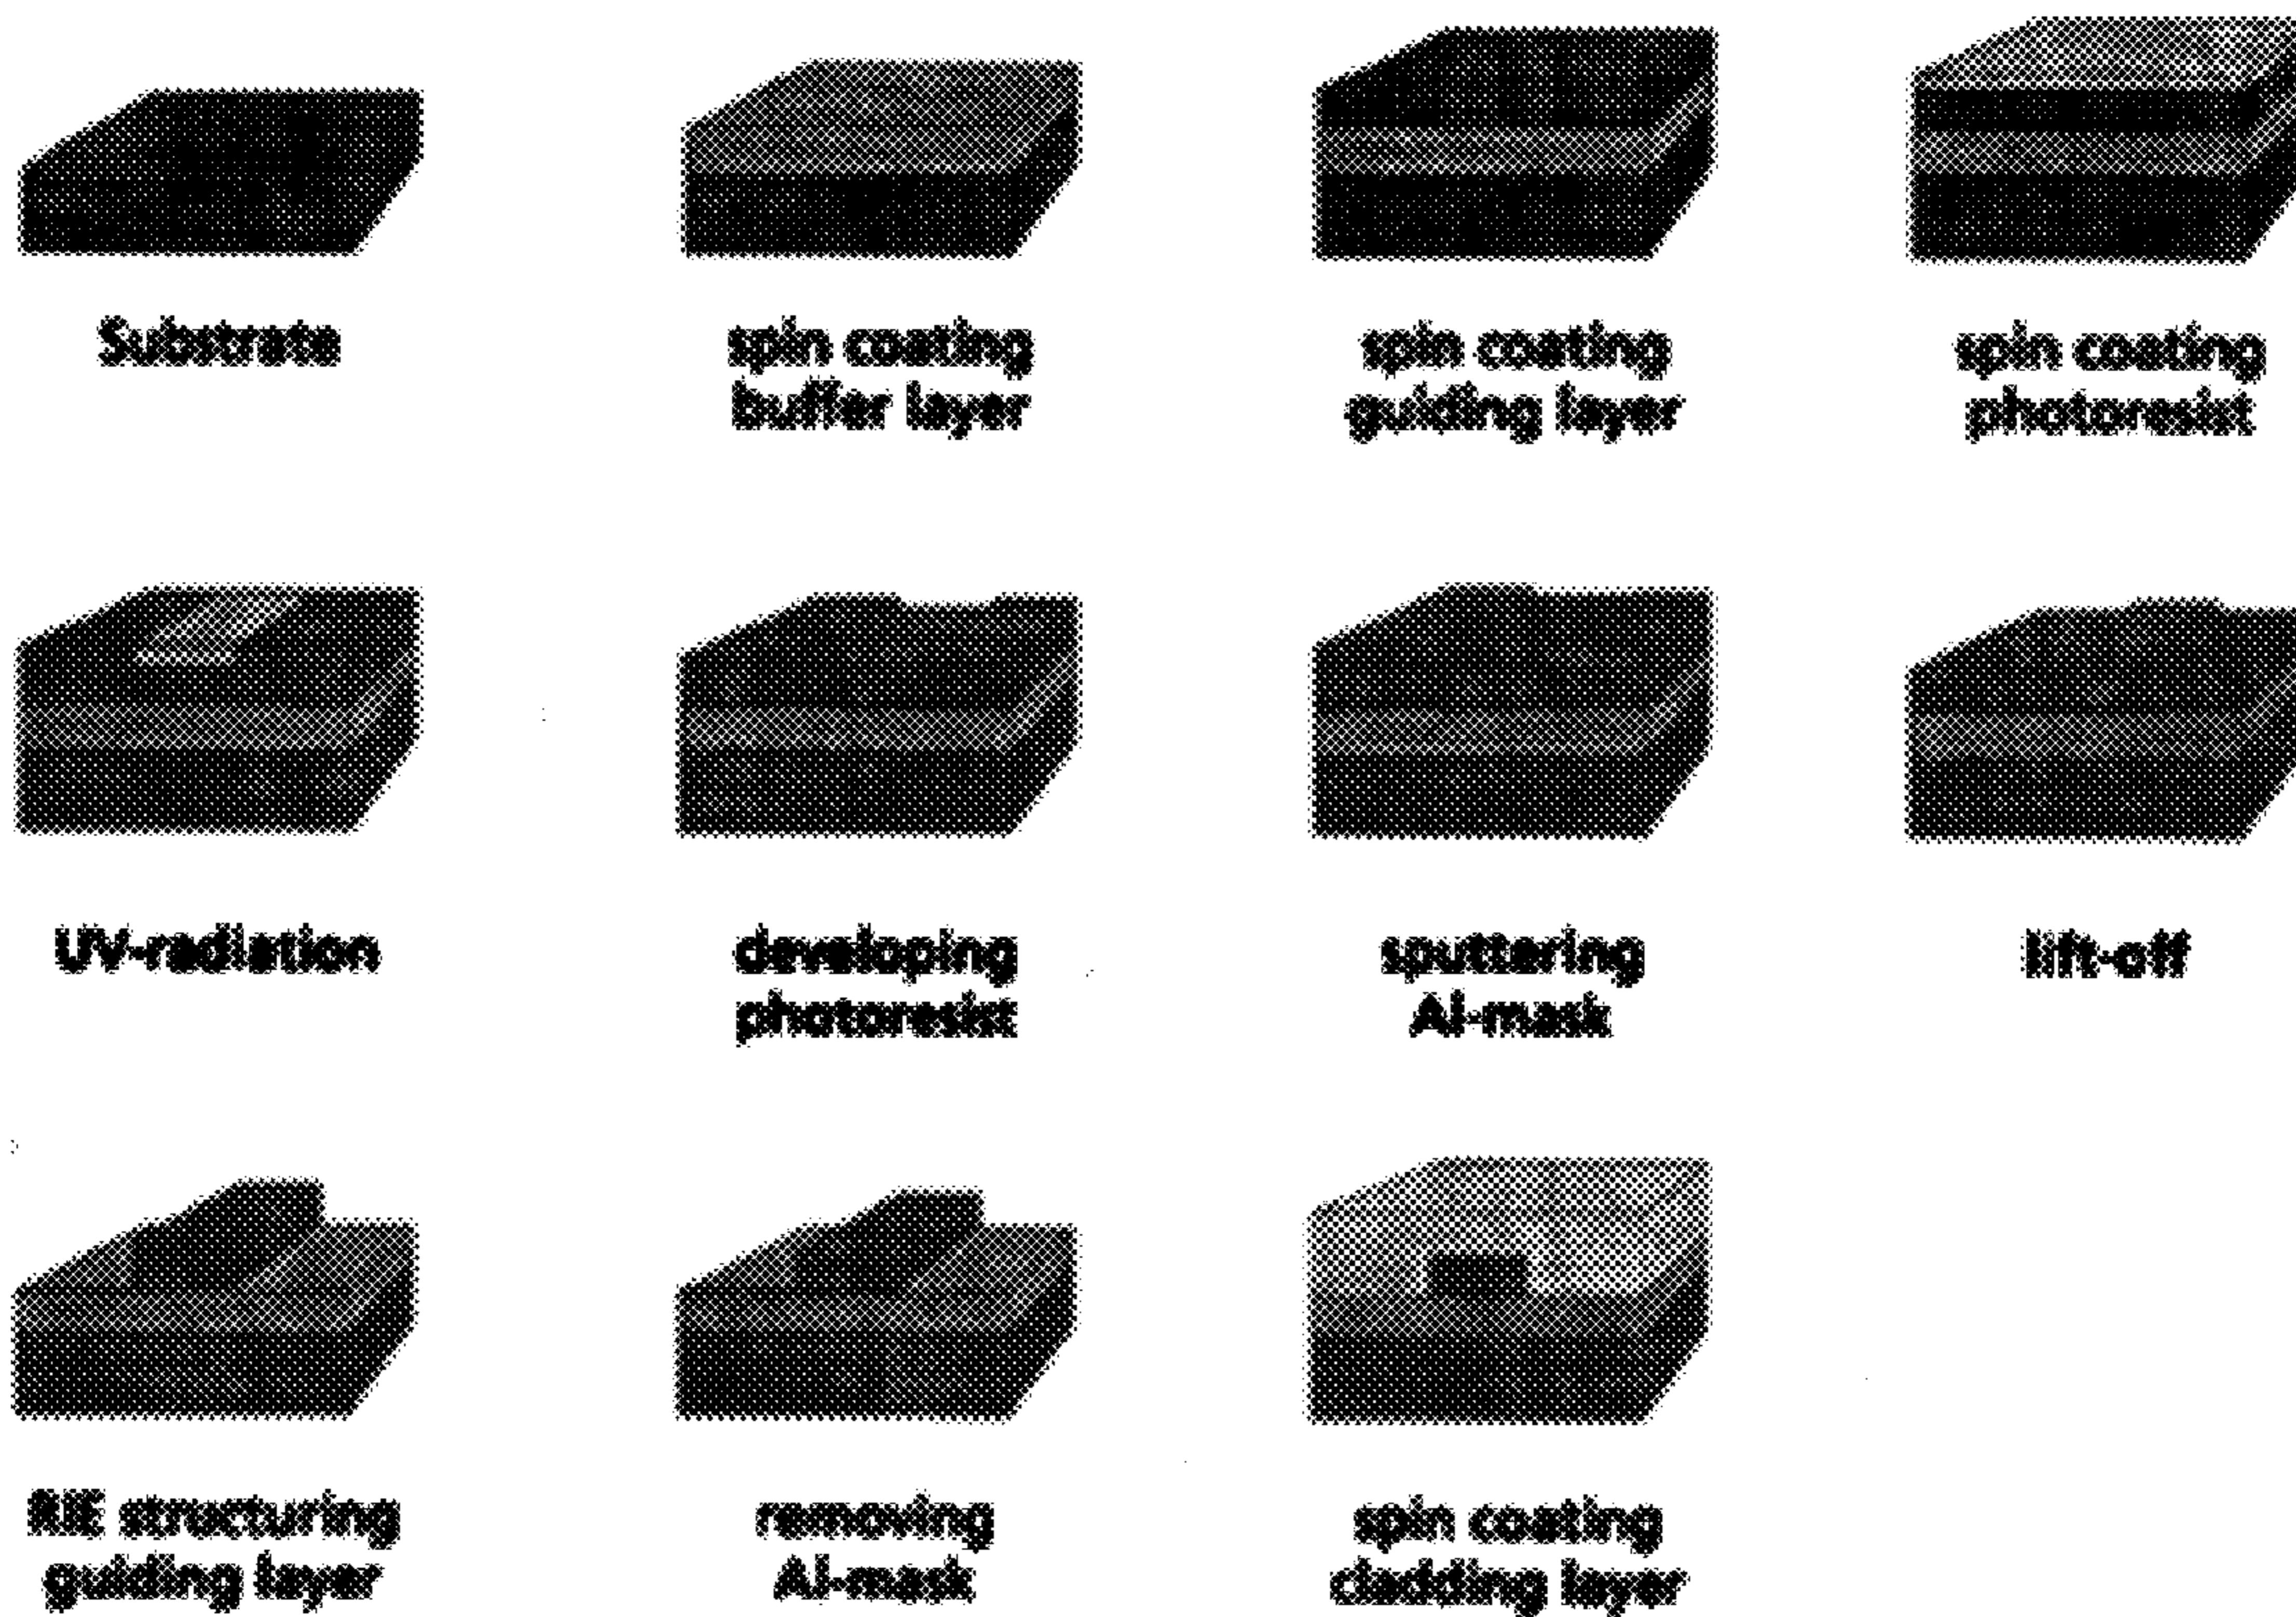 Substrate
spin coating
buffer layer
spin coating
guiding layer
spin coating
photoresist
UV-radiation
developing
photoresist
sputtering
Al-mask
lift-off
RIE structuring
guiding layer
removing
Al-mask
spin coating
cladding layer